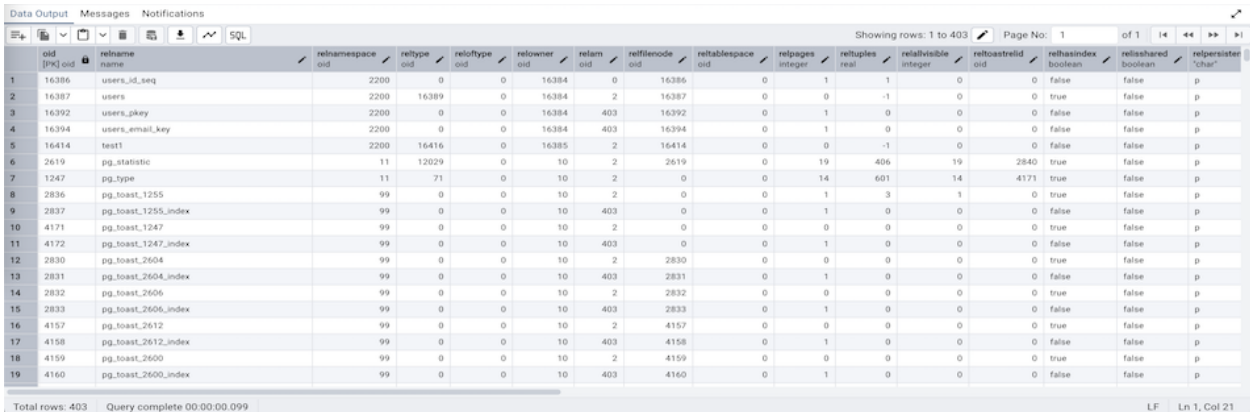 Data Output Messages Notifications
SQL Showing rows: 1 to 403 Page No: 1 of 1
oid relname relnamespace reltype reloftype relowner relam relfilenode reltablespace relpages reltuples relallvisible reltoastrelid relhasindex relisshared relpersisten
[PK] oid name oid oid oid oid oid oid oid integer real integer oid boolean boolean "char"
1 16386 users_id_seq 2200 0 0 16384 0 16386 0 1 1 0 0 false false p
2 16387 users 2200 16389 0 16384 2 16387 0 0 -1 0 0 true false p
3 16392 users_pkey 2200 0 0 16384 403 16392 0 1 0 0 0 false false p
4 16394 users_email_key 2200 0 0 16384 403 16394 0 1 0 0 0 false false p
5 16414 test1 2200 16416 0 16385 2 16414 0 0 -1 0 0 false false p
6 2619 pg_statistic 11 12029 0 10 2 2619 0 19 406 19 2840 true false p
7 1247 pg_type 11 71 0 10 2 0 0 14 601 14 4171 true false p
8 2836 pg_toast_1255 99 0 0 10 2 0 0 1 3 1 0 true false p
9 2837 pg_toast_1255_index 99 0 0 10 403 0 0 1 0 0 0 false false p
10 4171 pg_toast_1247 99 0 0 10 2 0 0 0 0 0 0 true false p
11 4172 pg_toast_1247_index 99 0 0 10 403 0 0 1 0 0 0 false false p
12 2830 pg_toast_2604 99 0 0 10 2 2830 0 0 0 0 0 true false p
13 2831 pg_toast_2604_index 99 0 0 10 403 2831 0 1 0 0 0 false false p
14 2832 pg_toast_2606 99 0 0 10 2 2832 0 0 0 0 0 true false p
15 2833 pg_toast_2606_index 99 0 0 10 403 2833 0 1 0 0 0 false false p
16 4157 pg_toast_2612 99 0 0 10 2 4157 0 0 0 0 0 true false p
17 4158 pg_toast_2612_index 99 0 0 10 403 4158 0 1 0 0 0 false false p
18 4159 pg_toast_2600 99 0 0 10 2 4159 0 0 0 0 0 true false p
19 4160 pg_toast_2600_index 99 0 0 10 403 4160 0 1 0 0 0 false false p
Total rows: 403 Query complete 00:00:00.099 LF Ln 1, Col 21